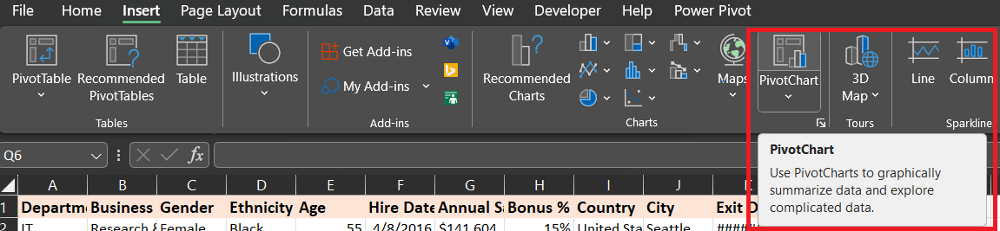 File Home Insert Page Layout Formulas Data Review View Developer Help Power Pivot
PivotTable
Recommended
PivotTables
Table
Tables
Illustrations
Get Add-ins
My Add-ins
Add-ins
Recommended
Charts
Maps
PivotChart
Charts
3D
Map
Tours
Line
Column
Sparkline
Q6 fx
PivotChart
Use PivotCharts to graphically
summarize data and explore
complicated data.
A B C D E F G H I J K
1 Departme Business Gender Ethnicity Age Hire Date Annual Sa Bonus % Country City Exit D
2 IT Research & Female Black 55 4/8/2016 $141,604 15% United Sta Seattle #####